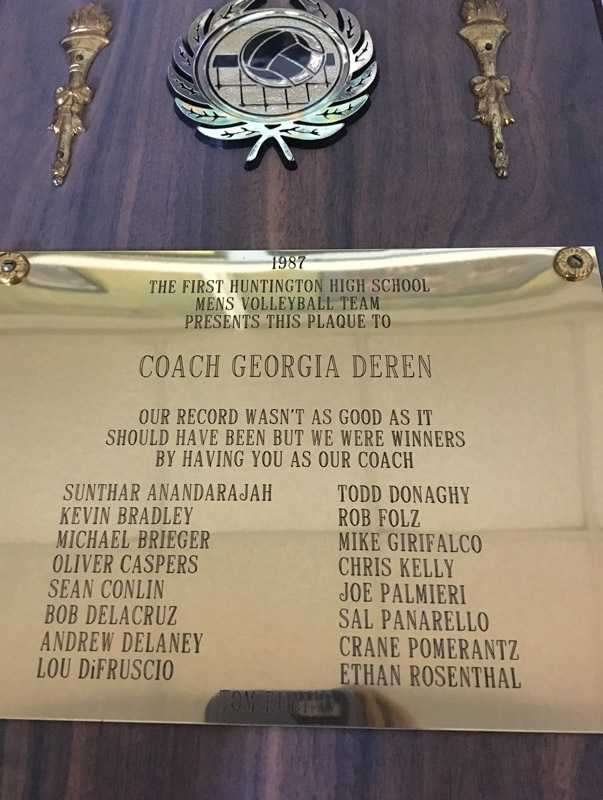 1987
THE FIRST HUNTINGTON HIGH SCHOOL
MENS VOLLEYBALL TEAM
PRESENTS THIS PLAQUE TO
COACH GEORGIA DEREN
OUR RECORD WASN'T AS GOOD AS IT
SHOULD HAVE BEEN BUT WE WERE WINNERS
BY HAVING YOU AS OUR COACH
SUNTHAR ANANDARAJAH
KEVIN BRADLEY
MICHAEL BRIEGER
OLIVER CASPERS
SEAN CONLIN
BOB DELACRUZ
ANDREW DELANEY
LOU DiFRUSCIO
TODD DONAGHY
ROB FOLZ
MIKE GIRIFALCO
CHRIS KELLY
JOE PALMIERI
SAL PANARELLO
CRANE POMERANTZ
ETHAN ROSENTHAL
TOM